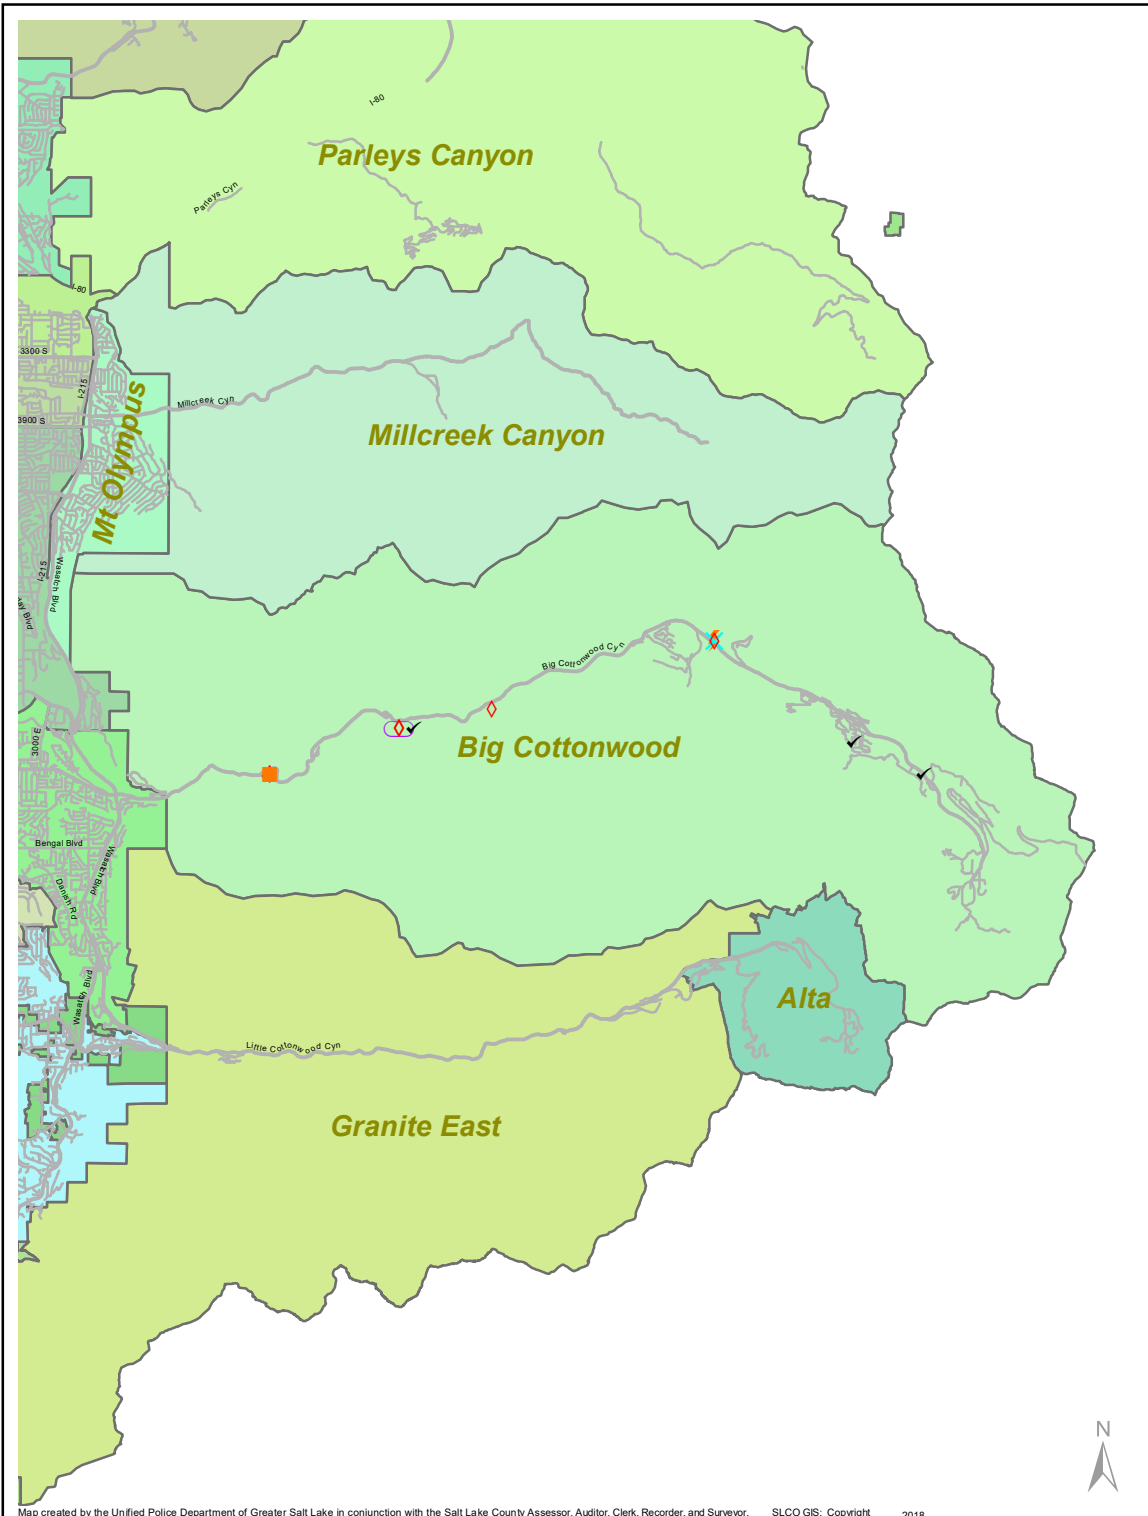 I-80
Parleys Canyon
Parleys Cyn
I-80
3300 S
I-215
Millcreek Cyn
3900 S
Mt Olympus
Millcreek Canyon
I-215
Wasatch Blvd
Blvd
Big Cottonwood Cyn
3000 E
Big Cottonwood
Bengal Blvd
Wasatch Blvd
Danish Rd
Wasatch Blvd
Alta
Little Cottonwood Cyn
Granite East
N
Map created by the Unified Police Department of Greater Salt Lake in conjunction with the Salt Lake County Assessor, Auditor, Clerk, Recorder, and Surveyor. SLCO GIS: Copyright 2018